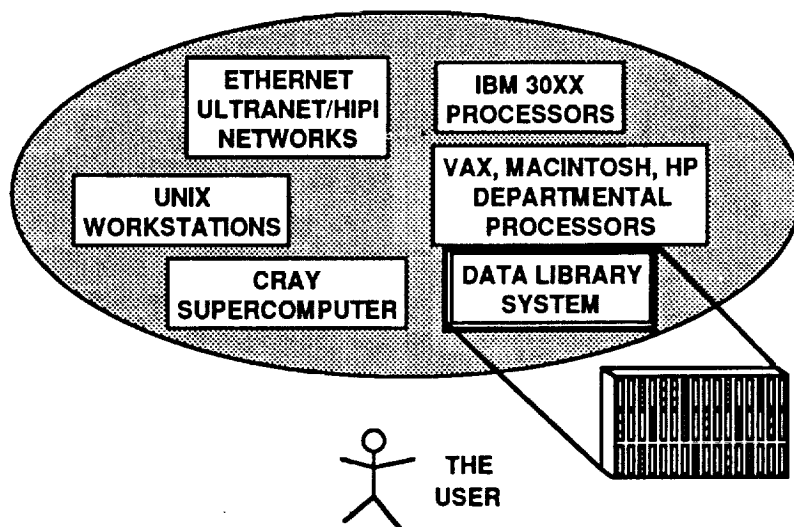 ETHERNET
ULTRANET/HIPI
NETWORKS
IBM 30XX
PROCESSORS
UNIX
WORKSTATIONS
VAX, MACINTOSH, HP
DEPARTMENTAL
PROCESSORS
CRAY
SUPERCOMPUTER
DATA LIBRARY
SYSTEM
THE
USER